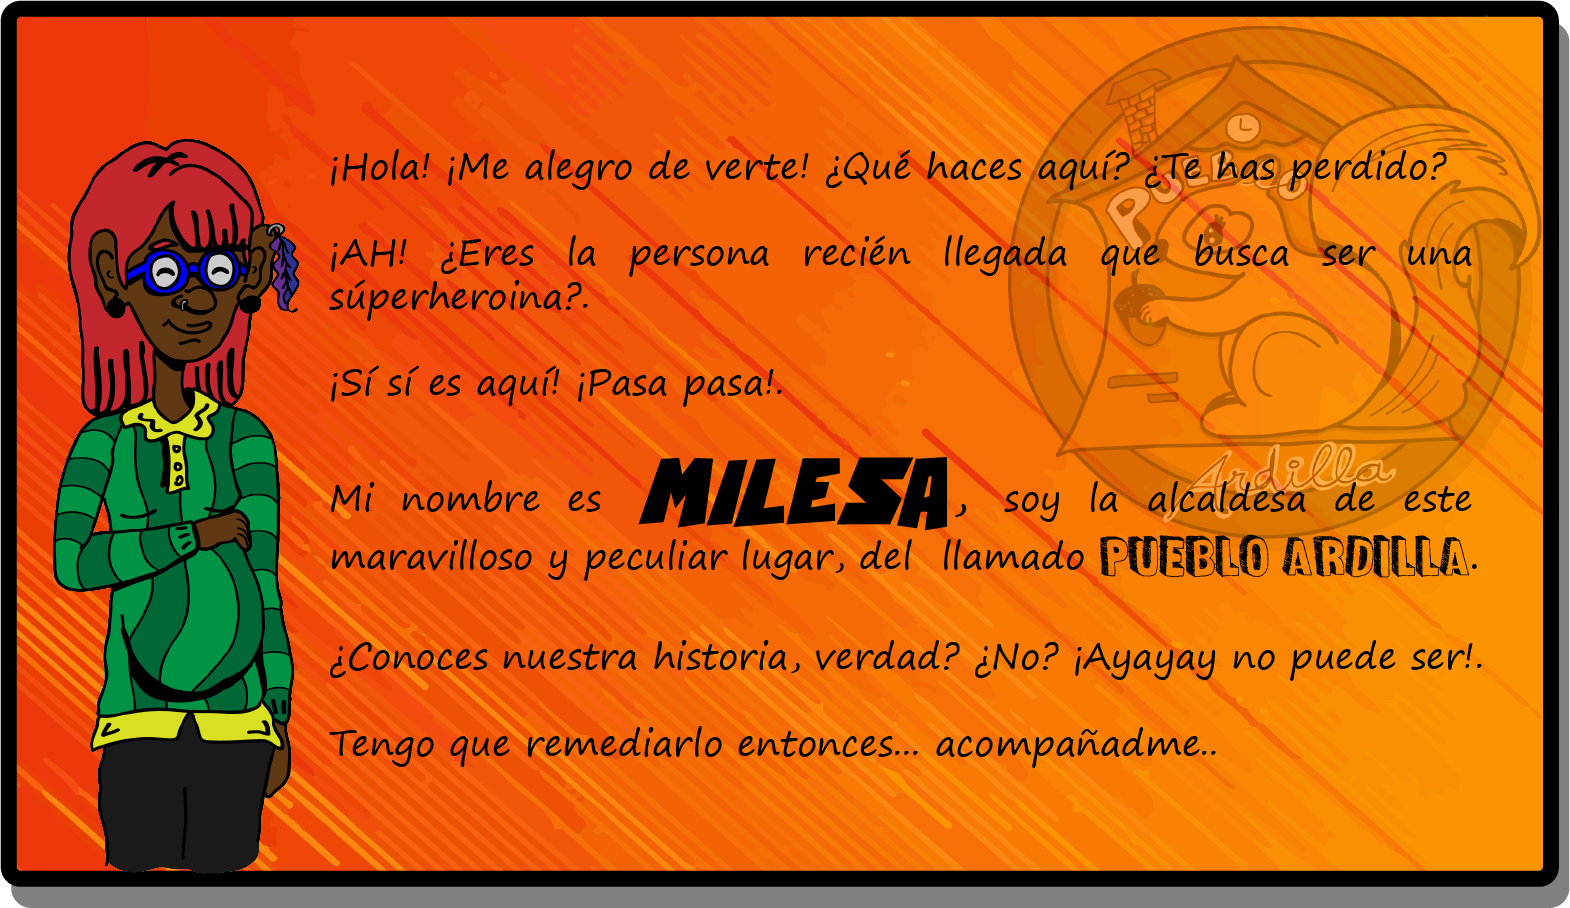 ¡Hola! ¡Me alegro de verte! ¿Qué haces aquí? ¿Te has perdido?
¡AH! ¿Eres la persona recién llegada que busca ser una
súperheroina?.
¡Sí sí es aquí! ¡Pasa pasa!.
Mi nombre es MILESA, soy la alcaldesa de este
maravilloso y peculiar lugar, del llamado PUEBLO ARDILLA.
¿Conoces nuestra historia, verdad? ¿No? ¡Ayayay no puede ser!.
Tengo que remediarlo entonces... acompañadme..
PUEBLO
Ardilla